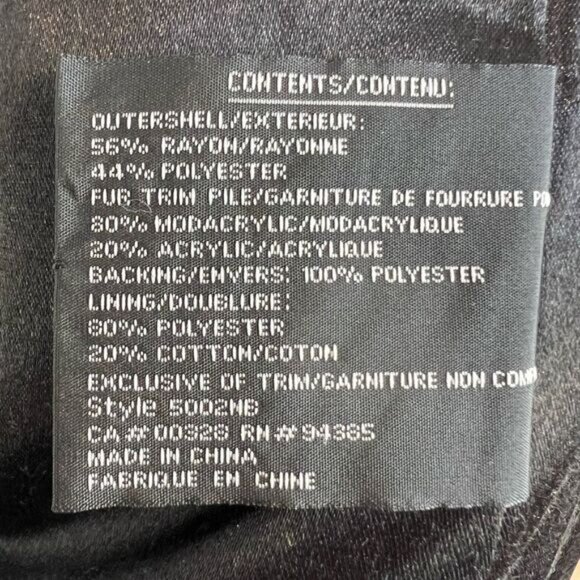 CONTENTS/CONTENU:
OUTERSHELL/EXTERIEUR:
56% RAYON/RAYONNE
44% POLYESTER
FUR TRIM PILE/GARNITURE DE FOURRURE
80% MODACRYLIC/MODACRYLIQUE
20% ACRYLIC/ACRYLIQUE
BACKING/ENVERS: 100% POLYESTER
LINING/DOUBLURE:
80% POLYESTER
20% COTTON/COTON
EXCLUSIVE OF TRIM/GARNITURE NON
Style 5002MB
CA# 00328 RN# 94385
MADE IN CHINA
FABRIQUE EN CHINE